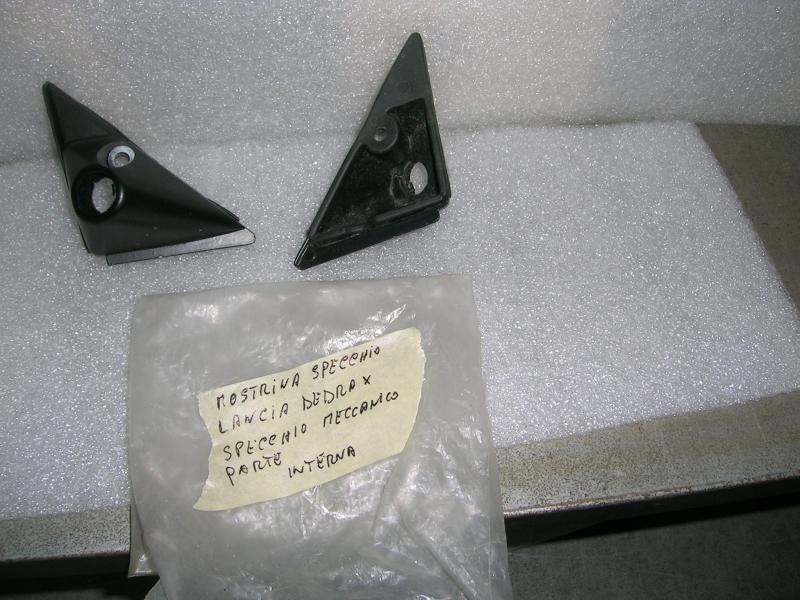 MOSTRINA SPECCHIO
LANCIA DEDRA X
SPECCHIO MECCANICO
PARTE INTERNA